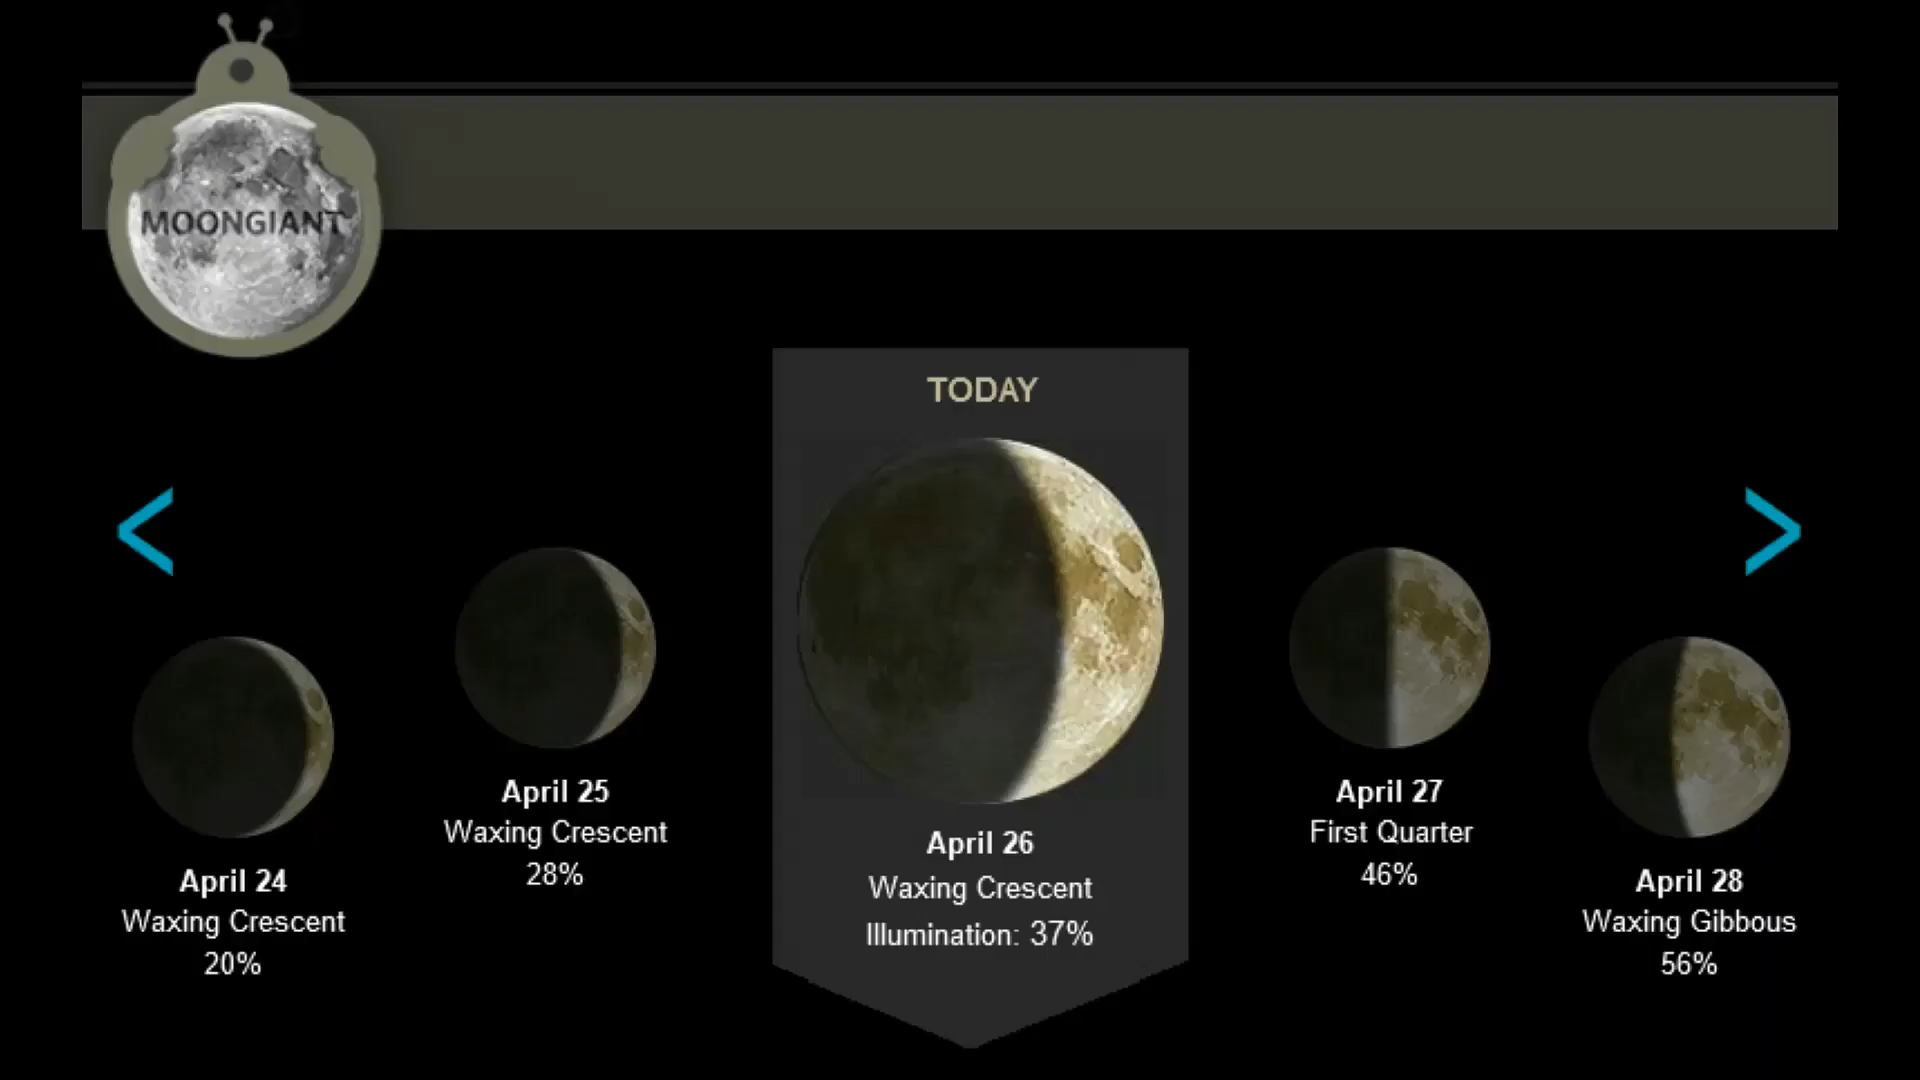 MOONGIANT
TODAY
April 24
Waxing Crescent
20%
April 25
Waxing Crescent
28%
April 26
Waxing Crescent
Illumination: 37%
April 27
First Quarter
46%
April 28
Waxing Gibbous
56%